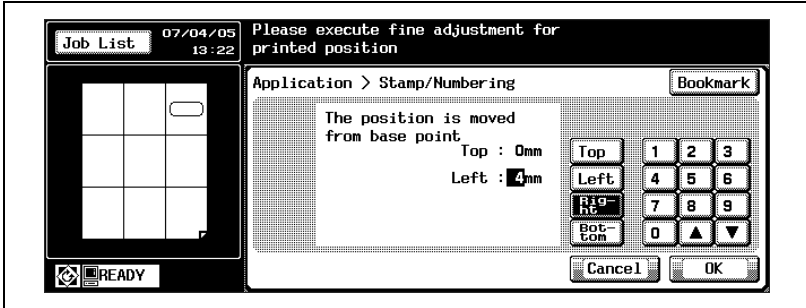 Job List
07/04/05
13:22
Please execute fine adjustment for
printed position
Application > Stamp/Numbering
Bookmark
The position is moved
from base point
Top : 0mm
Left : 4mm
Top
Left
Rig-
ht
Bot-
tom
1 2 3
4 5 6
7 8 9
0 ▲ ▼
READY
Cancel
OK